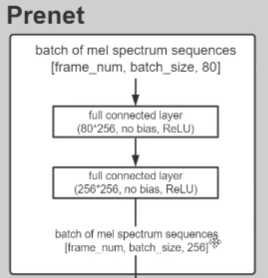 Prenet
batch of mel spectrum sequences
[frame_num, batch_size, 80]
full connected layer
(80*256, no bias, ReLU)
full connected layer
(256*256, no bias, ReLU)
batch of mel spectrum sequences
[frame_num, batch_size, 256]